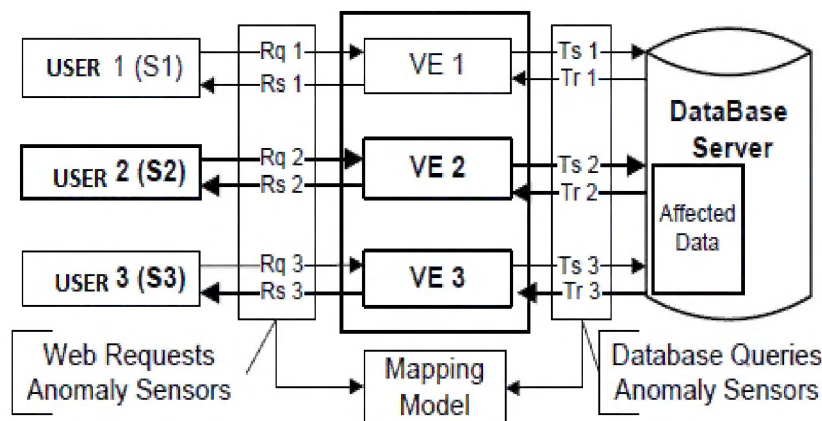 USER 1 (S1)
Rq 1
Rs 1
VE 1
Ts 1
Tr 1
DataBase
Server
USER 2 (S2)
Rq 2
Rs 2
VE 2
Ts 2
Tr 2
Affected
Data
USER 3 (S3)
Rq 3
Rs 3
VE 3
Ts 3
Tr 3
Web Requests
Anomaly Sensors
Mapping
Model
Database Queries
Anomaly Sensors